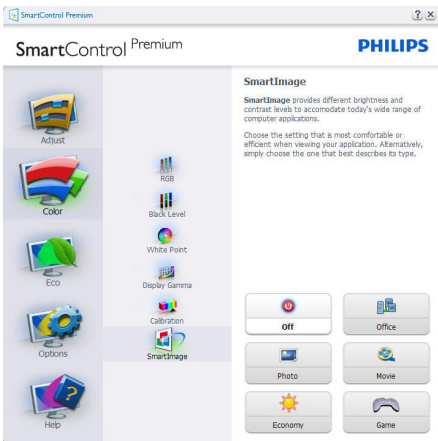 SmartControl Premium
? X
SmartControl Premium
PHILIPS
Adjust
Color
Eco
Options
Help
RGB
Black Level
White Point
Display Gamma
Calibration
SmartImage
SmartImage
SmartImage provides different brightness and
contrast levels to accomodate today's wide range of
computer applications.
Choose the setting that is most comfortable or
efficient when viewing your application. Alternatively,
simply choose the one that best describes its type.
Off
Office
Photo
Movie
Economy
Game